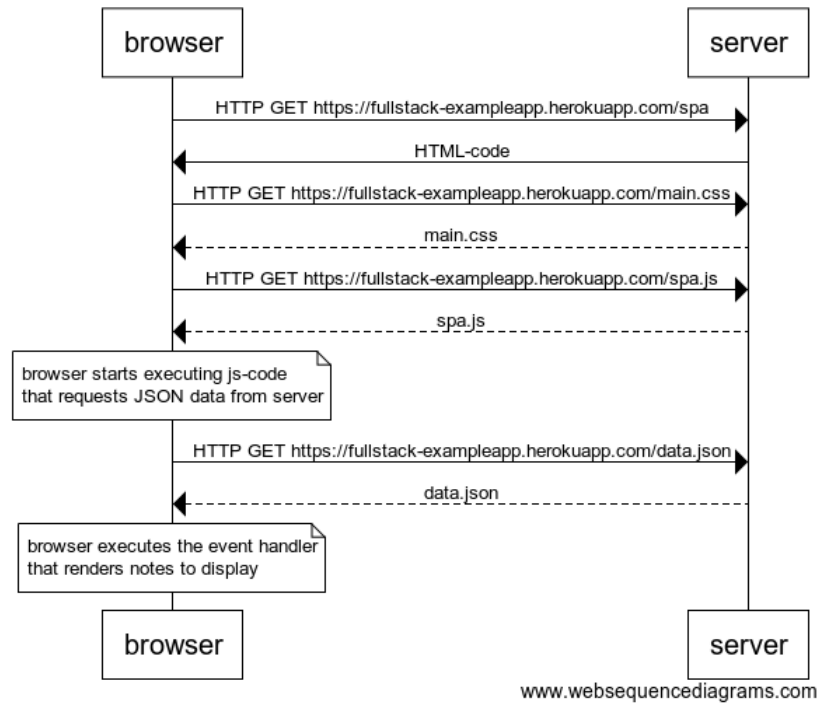 browser
server
HTTP GET https://fullstack-exampleapp.herokuapp.com/spa
HTML-code
HTTP GET https://fullstack-exampleapp.herokuapp.com/main.css
main.css
HTTP GET https://fullstack-exampleapp.herokuapp.com/spa.js
spa.js
browser starts executing js-code
that requests JSON data from server
HTTP GET https://fullstack-exampleapp.herokuapp.com/data.json
data.json
browser executes the event handler
that renders notes to display
browser
server
www.websequencediagrams.com